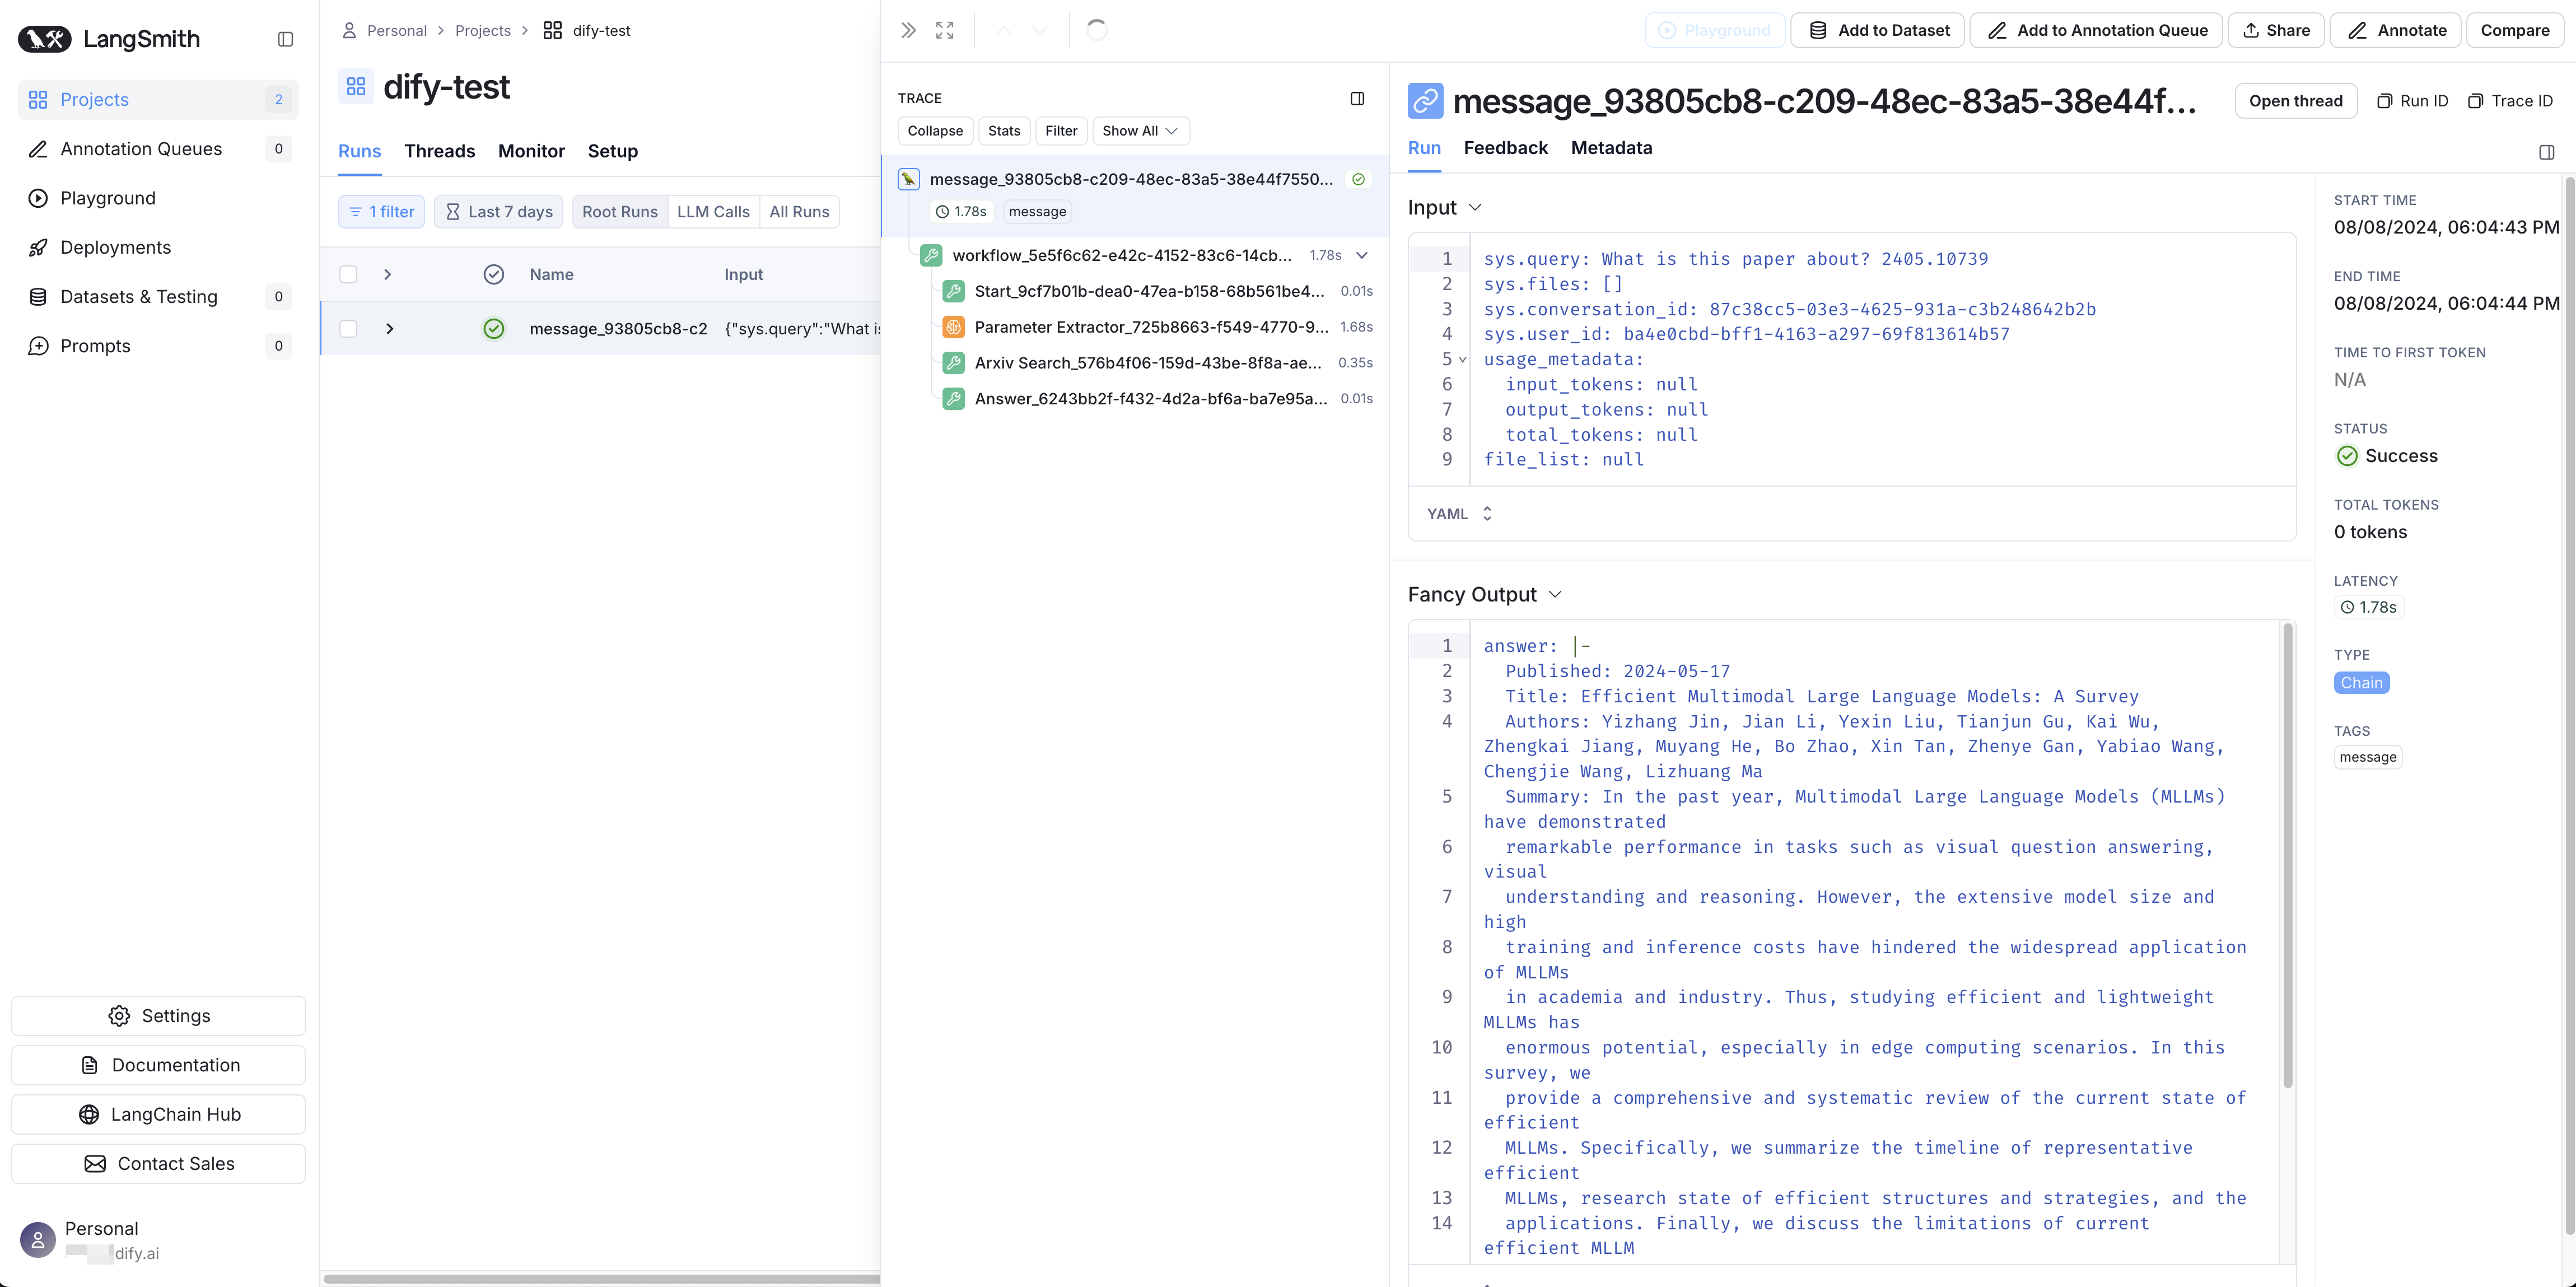 LangSmith
Projects 2
Annotation Queues 0
Playground
Deployments
Datasets & Testing 0
Prompts 0
Settings
Documentation
LangChain Hub
Contact Sales
Personal
dify.ai
Personal > Projects > dify-test
dify-test
Runs Threads Monitor Setup
1 filter Last 7 days Root Runs LLM Calls All Runs
Name Input
message_93805cb8-c2 {"sys.query":"What is
Playground Add to Dataset Add to Annotation Queue Share Annotate Compare
TRACE
Collapse Stats Filter Show All
message_93805cb8-c209-48ec-83a5-38e44f7550...
1.78s message
workflow_5e5f6c62-e42c-4152-83c6-14cb... 1.78s
Start_9cf7b01b-dea0-47ea-b158-68b561be4... 0.01s
Parameter Extractor_725b8663-f549-4770-9... 1.68s
Arxiv Search_576b4f06-159d-43be-8f8a-ae... 0.35s
Answer_6243bb2f-f432-4d2a-bf6a-ba7e95a... 0.01s
message_93805cb8-c209-48ec-83a5-38e44f... Open thread Run ID Trace ID
Run Feedback Metadata
Input
1 sys.query: What is this paper about? 2405.10739
2 sys.files: []
3 sys.conversation_id: 87c38cc5-03e3-4625-931a-c3b248642b2b
4 sys.user_id: ba4e0cbd-bff1-4163-a297-69f813614b57
5 usage_metadata:
6 input_tokens: null
7 output_tokens: null
8 total_tokens: null
9 file_list: null
YAML
Fancy Output
1 answer: |-
2 Published: 2024-05-17
3 Title: Efficient Multimodal Large Language Models: A Survey
4 Authors: Yizhang Jin, Jian Li, Yexin Liu, Tianjun Gu, Kai Wu,
Zhengkai Jiang, Muyang He, Bo Zhao, Xin Tan, Zhenye Gan, Yabiao Wang,
Chengjie Wang, Lizhuang Ma
5 Summary: In the past year, Multimodal Large Language Models (MLLMs)
have demonstrated
6 remarkable performance in tasks such as visual question answering,
visual
7 understanding and reasoning. However, the extensive model size and
high
8 training and inference costs have hindered the widespread application
of MLLMs
9 in academia and industry. Thus, studying efficient and lightweight
MLLMs has
10 enormous potential, especially in edge computing scenarios. In this
survey, we
11 provide a comprehensive and systematic review of the current state of
efficient
12 MLLMs. Specifically, we summarize the timeline of representative
efficient
13 MLLMs, research state of efficient structures and strategies, and the
14 applications. Finally, we discuss the limitations of current
efficient MLLM
START TIME
08/08/2024, 06:04:43 PM
END TIME
08/08/2024, 06:04:44 PM
TIME TO FIRST TOKEN
N/A
STATUS
Success
TOTAL TOKENS
0 tokens
LATENCY
1.78s
TYPE
Chain
TAGS
message